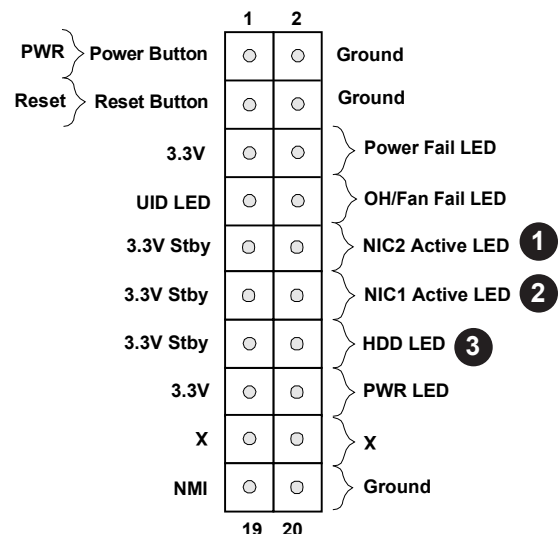 1 2
PWR Power Button Ground
Reset Reset Button Ground
3.3V Power Fail LED
UID LED OH/Fan Fail LED
3.3V Stby NIC2 Active LED 1
3.3V Stby NIC1 Active LED 2
3.3V Stby HDD LED 3
3.3V PWR LED
X X
NMI Ground
19 20